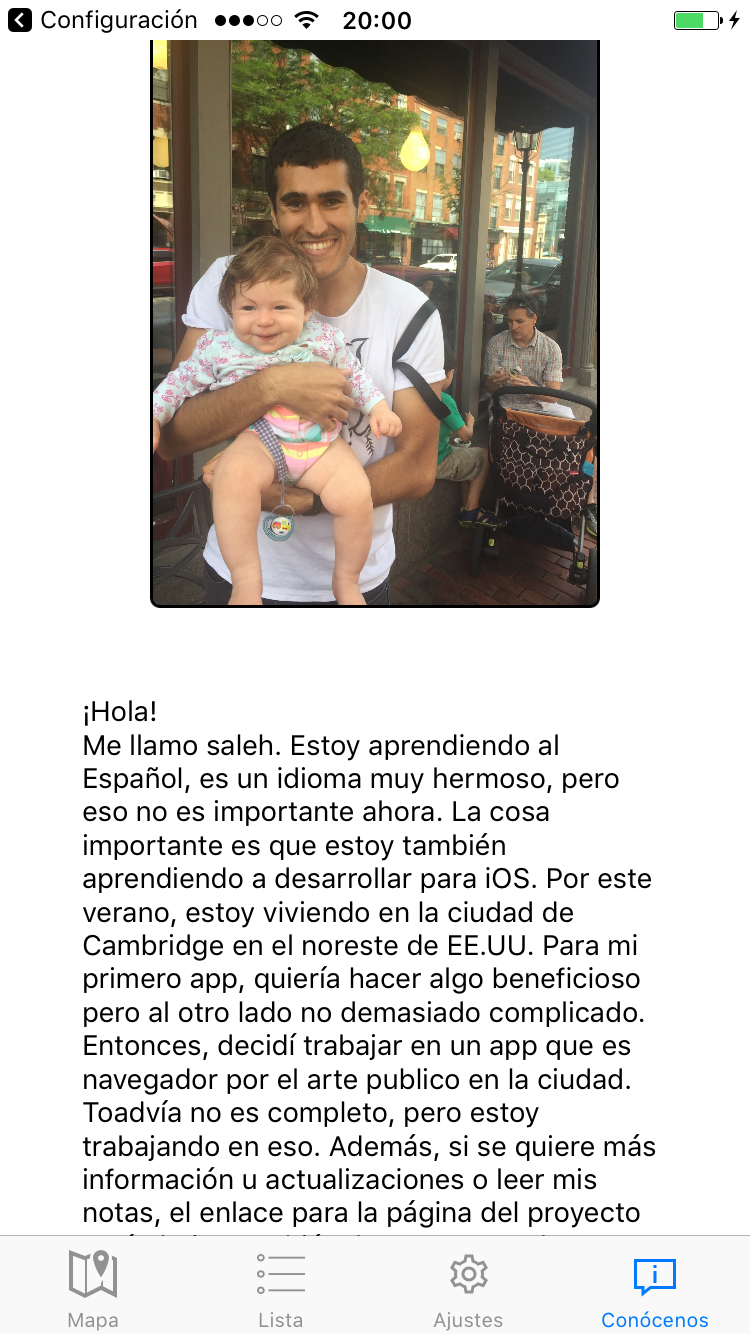 Configuración
20:00
¡Hola!
Me llamo saleh. Estoy aprendiendo al
Español, es un idioma muy hermoso, pero
eso no es importante ahora. La cosa
importante es que estoy también
aprendiendo a desarrollar para iOS. Por este
verano, estoy viviendo en la ciudad de
Cambridge en el noreste de EE.UU. Para mi
primero app, quiería hacer algo beneficioso
pero al otro lado no demasiado complicado.
Entonces, decidí trabajar en un app que es
navegador por el arte publico en la ciudad.
Toadvía no es completo, pero estoy
trabajando en eso. Además, si se quiere más
información u actualizaciones o leer mis
notas, el enlace para la página del proyecto
Mapa Lista Ajustes Conócenos